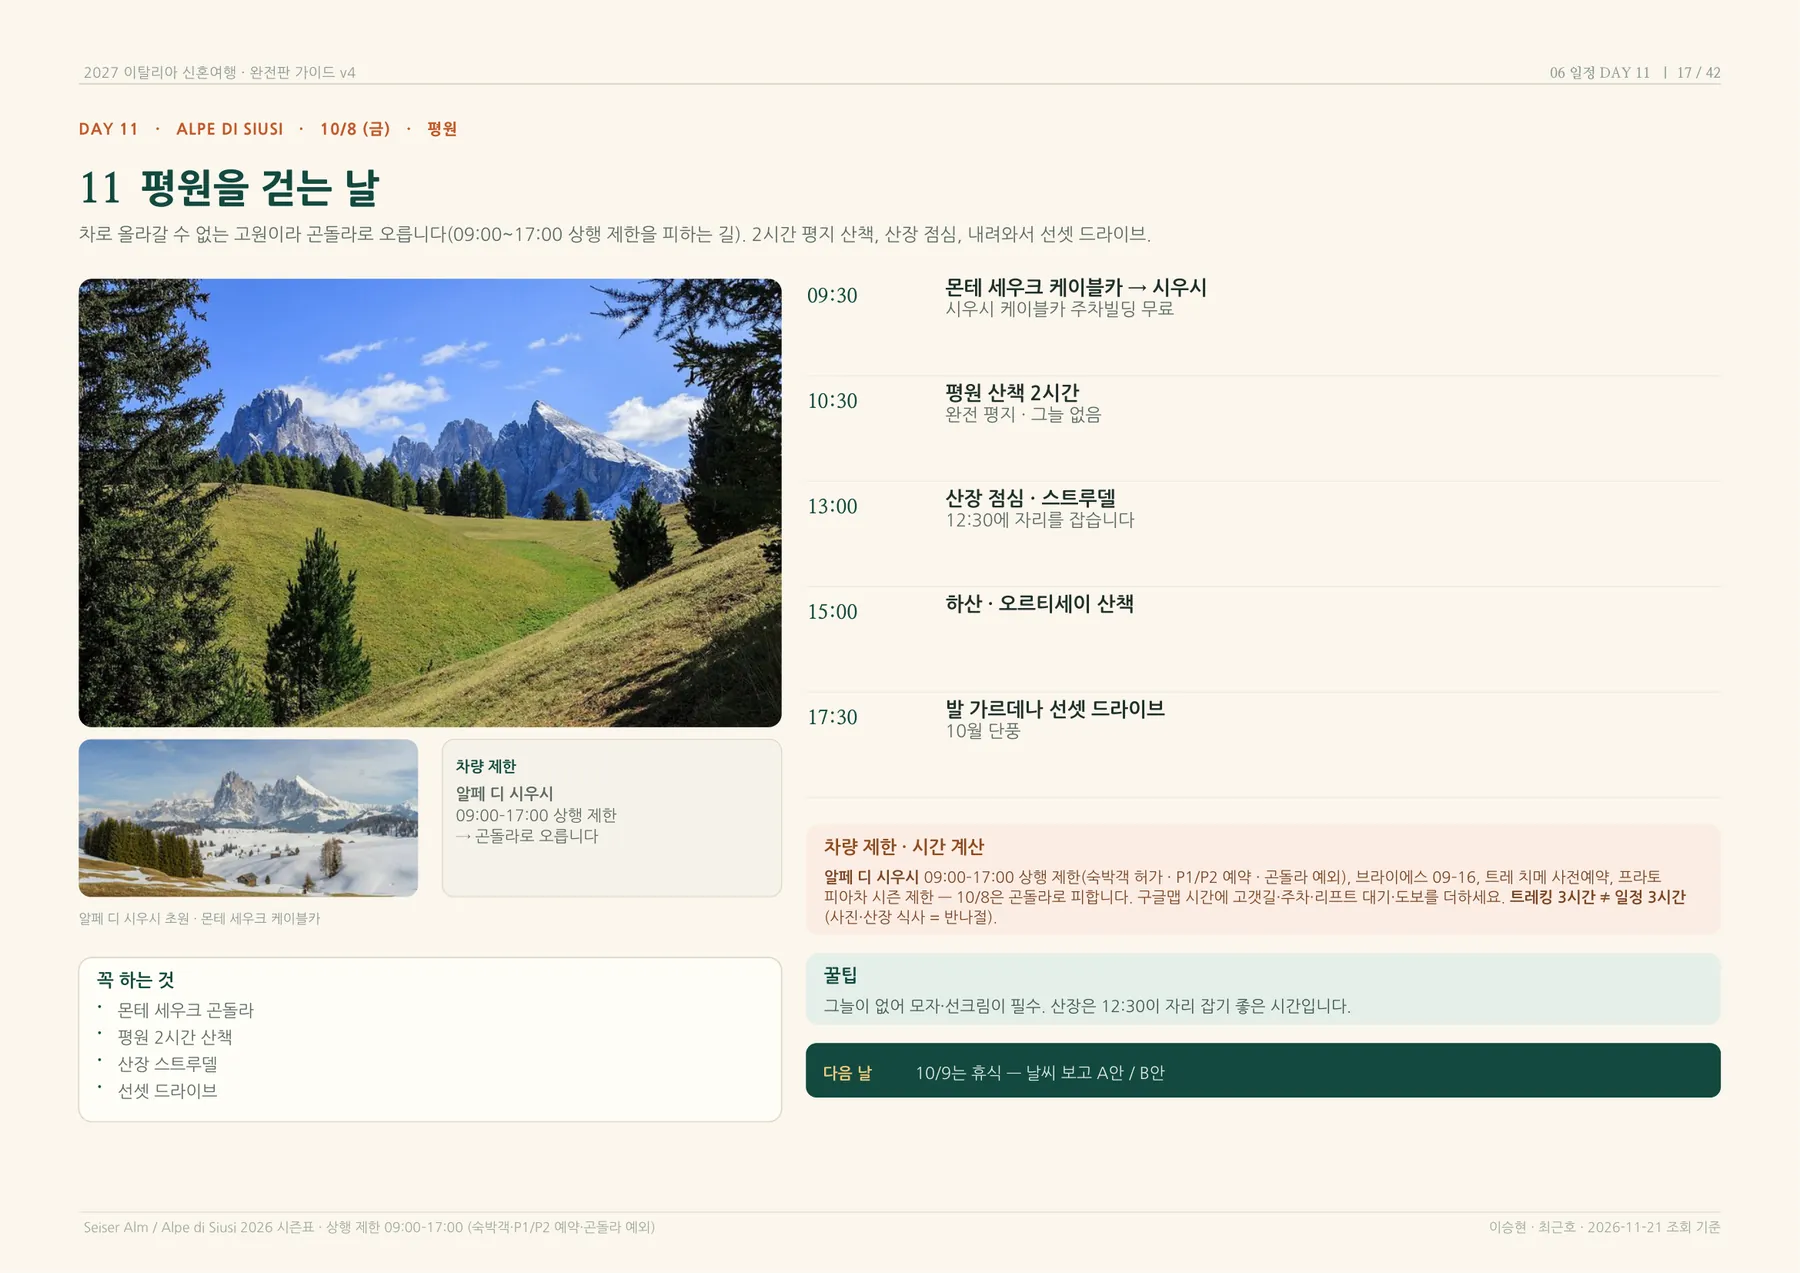 2027 이탈리아 신혼여행 · 완전판 가이드 v4
06 일정 DAY 11 | 17 / 42
DAY 11 · ALPE DI SIUSI · 10/8 (금) · 평원
11 평원을 걷는 날
차로 올라갈 수 없는 고원이라 곤돌라로 오릅니다(09:00~17:00 상행 제한을 피하는 길). 2시간 평지 산책, 산장 점심, 내려와서 선셋 드라이브.
09:30
몬테 세우크 케이블카 → 시우시
시우시 케이블카 주차빌딩 무료
10:30
평원 산책 2시간
완전 평지 · 그늘 없음
13:00
산장 점심 · 스트루델
12:30에 자리를 잡습니다
15:00
하산 · 오르티세이 산책
17:30
발 가르데나 선셋 드라이브
10월 단풍
차량 제한
알페 디 시우시
09:00-17:00 상행 제한
→ 곤돌라로 오릅니다
알페 디 시우시 초원 · 몬테 세우크 케이블카
꼭 하는 것
· 몬테 세우크 곤돌라
· 평원 2시간 산책
· 산장 스트루델
· 선셋 드라이브
차량 제한 · 시간 계산
알페 디 시우시 09:00-17:00 상행 제한(숙박객 허가 · P1/P2 예약 · 곤돌라 예외), 브라이에스 09-16, 트레 치메 사전예약, 프라토
피아차 시즌 제한 — 10/8은 곤돌라로 피합니다. 구글맵 시간에 고갯길·주차·리프트 대기·도보를 더하세요. 트레킹 3시간 ≠ 일정 3시간
(사진·산장 식사 = 반나절).
꿀팁
그늘이 없어 모자·선크림이 필수. 산장은 12:30이 자리 잡기 좋은 시간입니다.
다음 날 10/9는 휴식 — 날씨 보고 A안 / B안
Seiser Alm / Alpe di Siusi 2026 시즌표 · 상행 제한 09:00-17:00 (숙박객·P1/P2 예약·곤돌라 예외)
이승현 · 최근호 · 2026-11-21 조회 기준